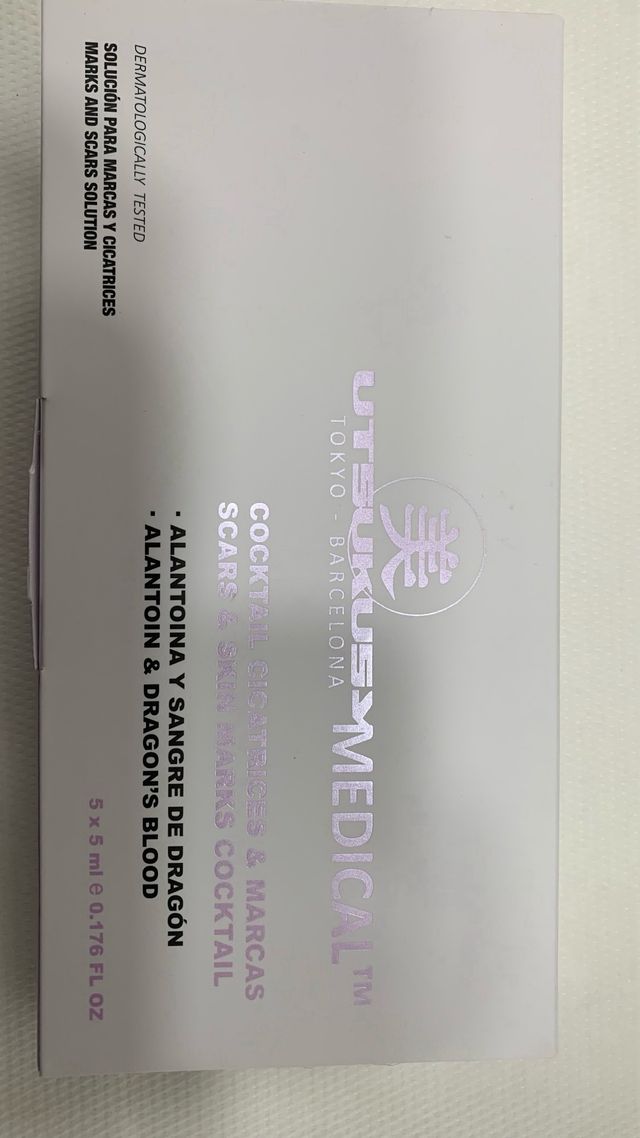 美
UTSUKUSY MEDICAL™
TOKYO - BARCELONA
COCKTAIL CICATRICES & MARCAS
SCARS & SKIN MARKS COCKTAIL
· ALANTOINA Y SANGRE DE DRAGÓN
· ALANTOIN & DRAGON'S BLOOD
DERMATOLOGICALLY TESTED
SOLUCIÓN PARA MARCAS Y CICATRICES
MARKS AND SCARS SOLUTION
5 x 5 ml ℮ 0.176 FL OZ